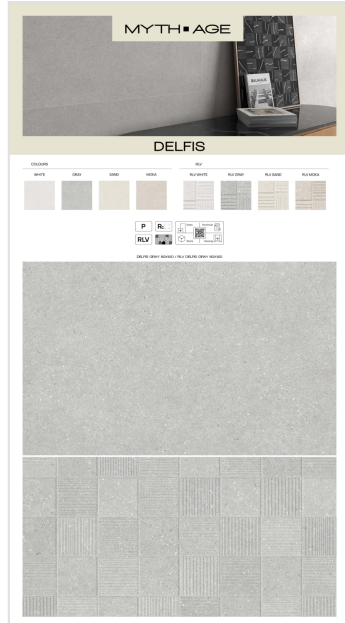 MYTH▪AGE
BAUHAUS
DELFIS
COLOURS
RLV
WHITE
GRAY
SAND
MOKA
RLV WHITE
RLV GRAY
RLV SAND
RLV MOKA
P
RLV
DELFIS GRAY 60X120 / RLV DELFIS GRAY 60X120